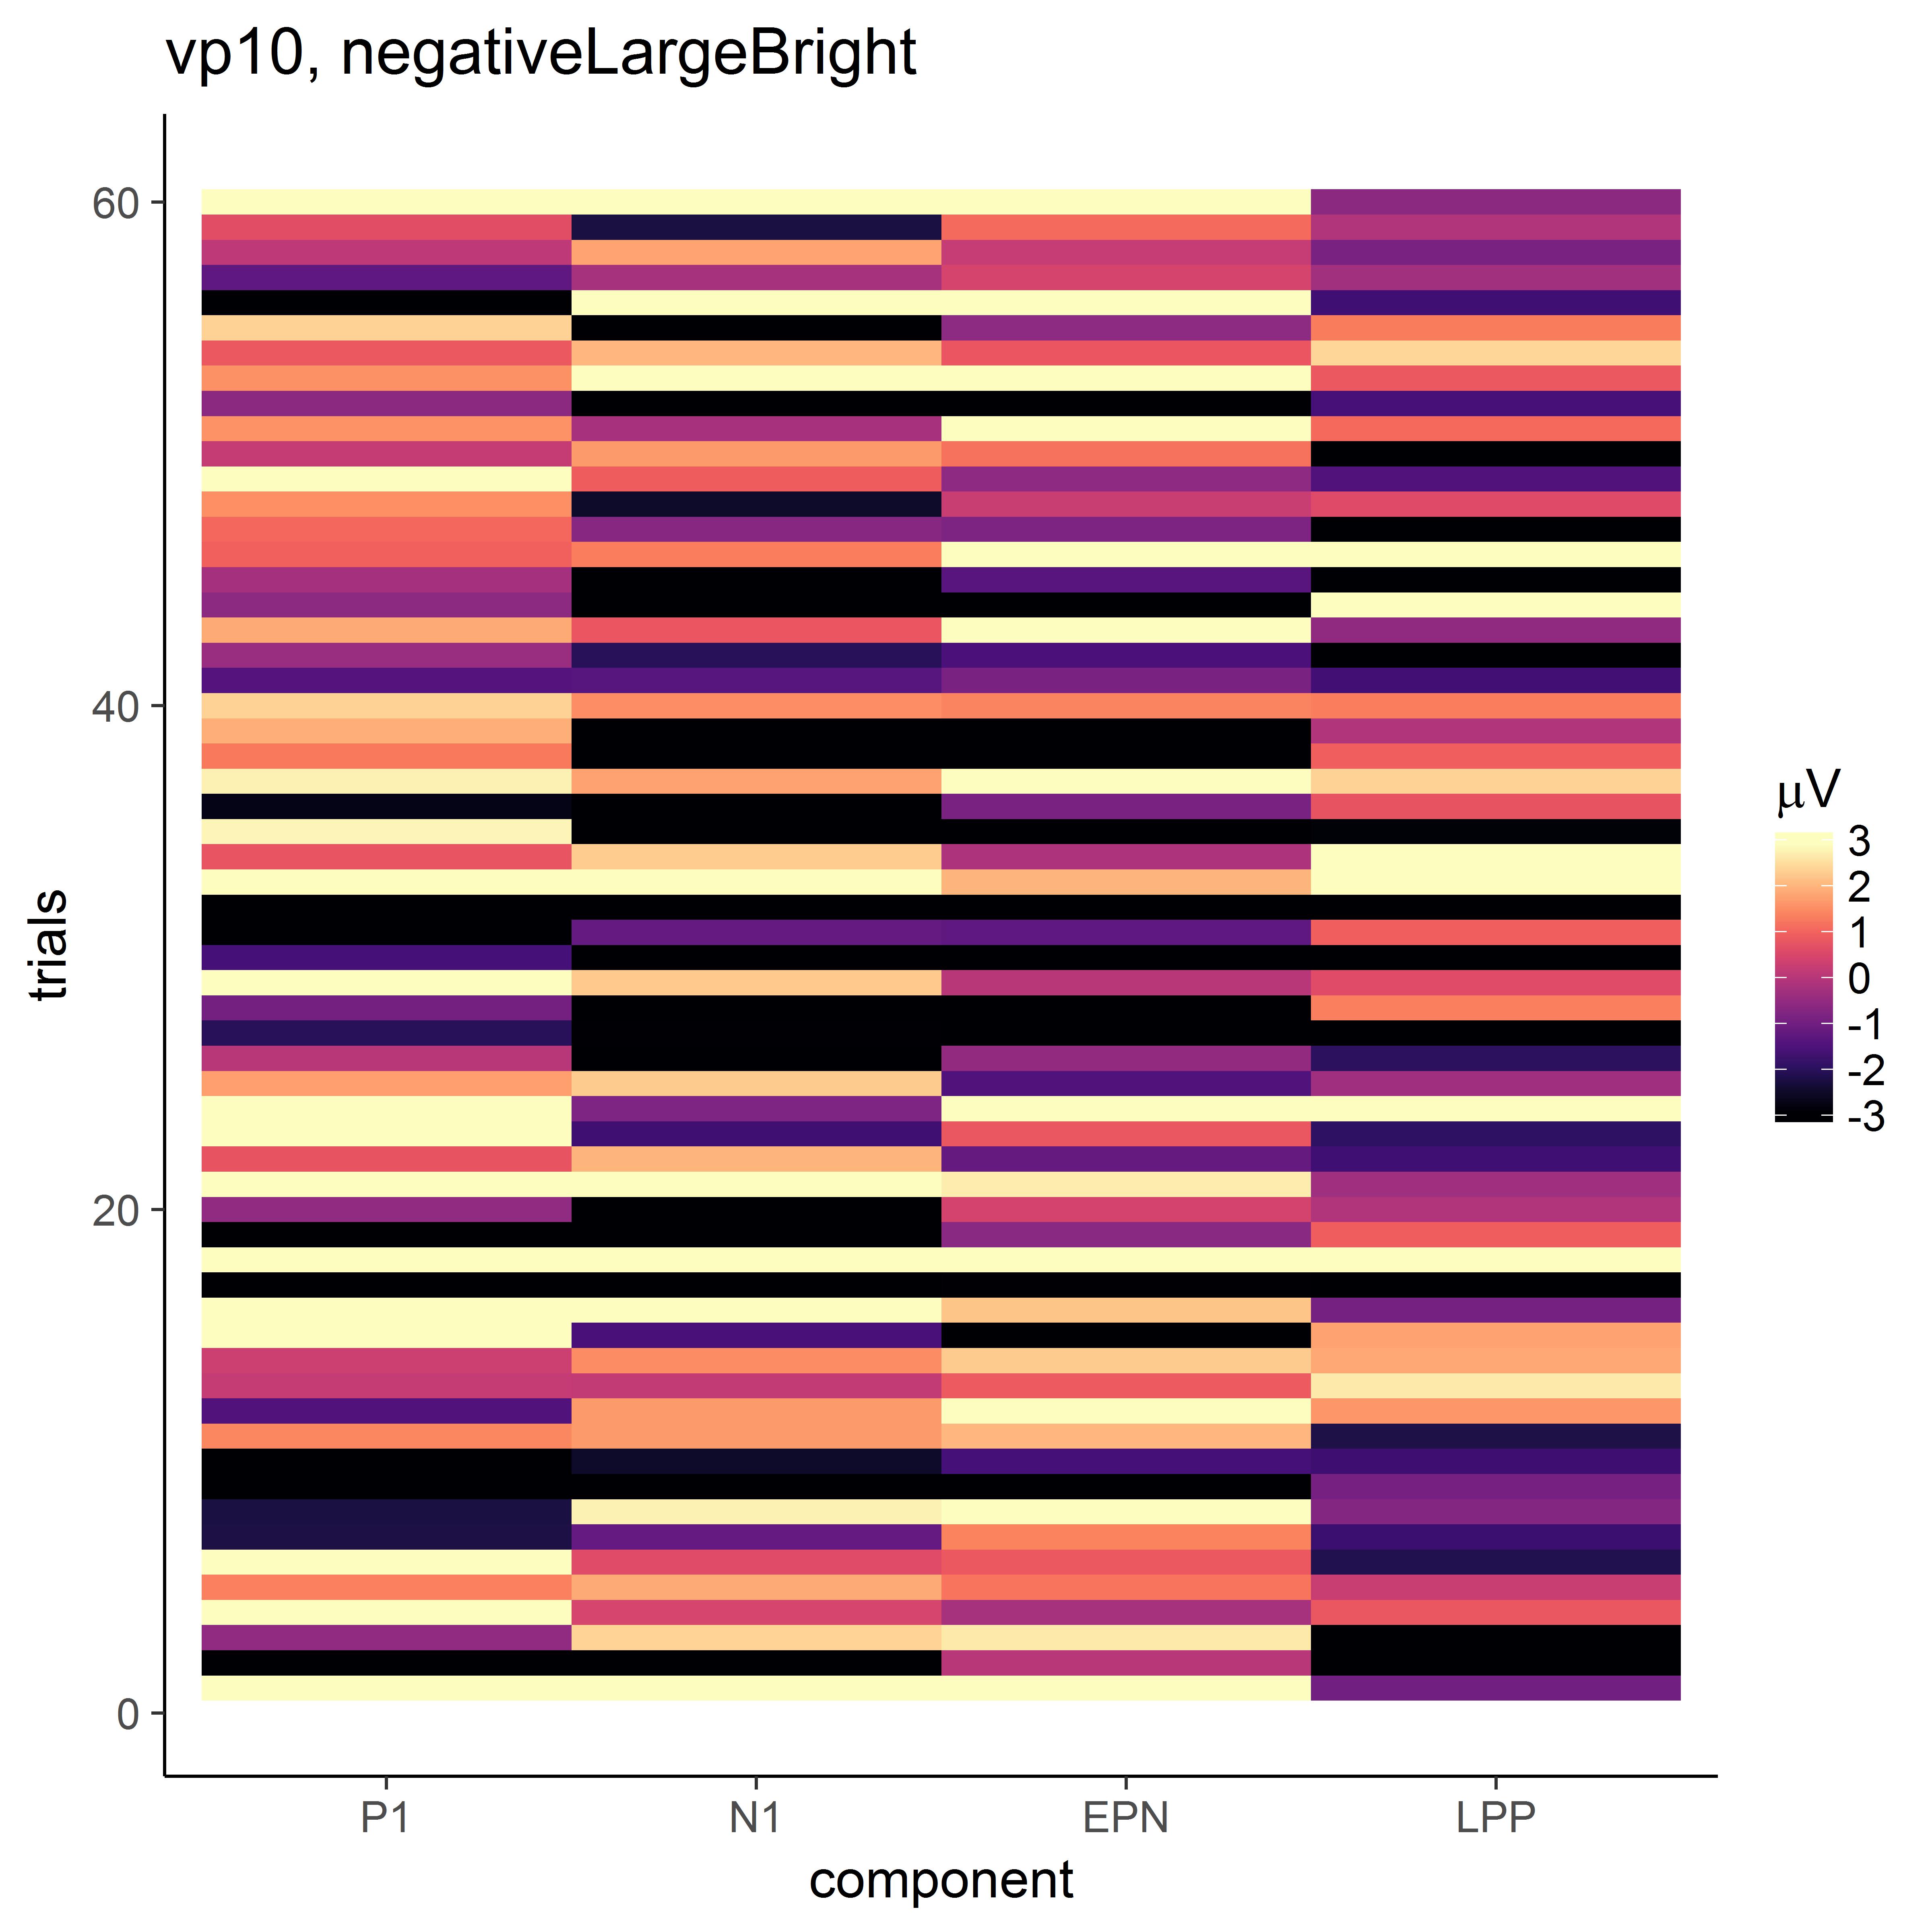 vp10, negativeLargeBright
60
40
20
0
trials
P1 N1 EPN LPP
component
μV
3
2
1
0
-1
-2
-3